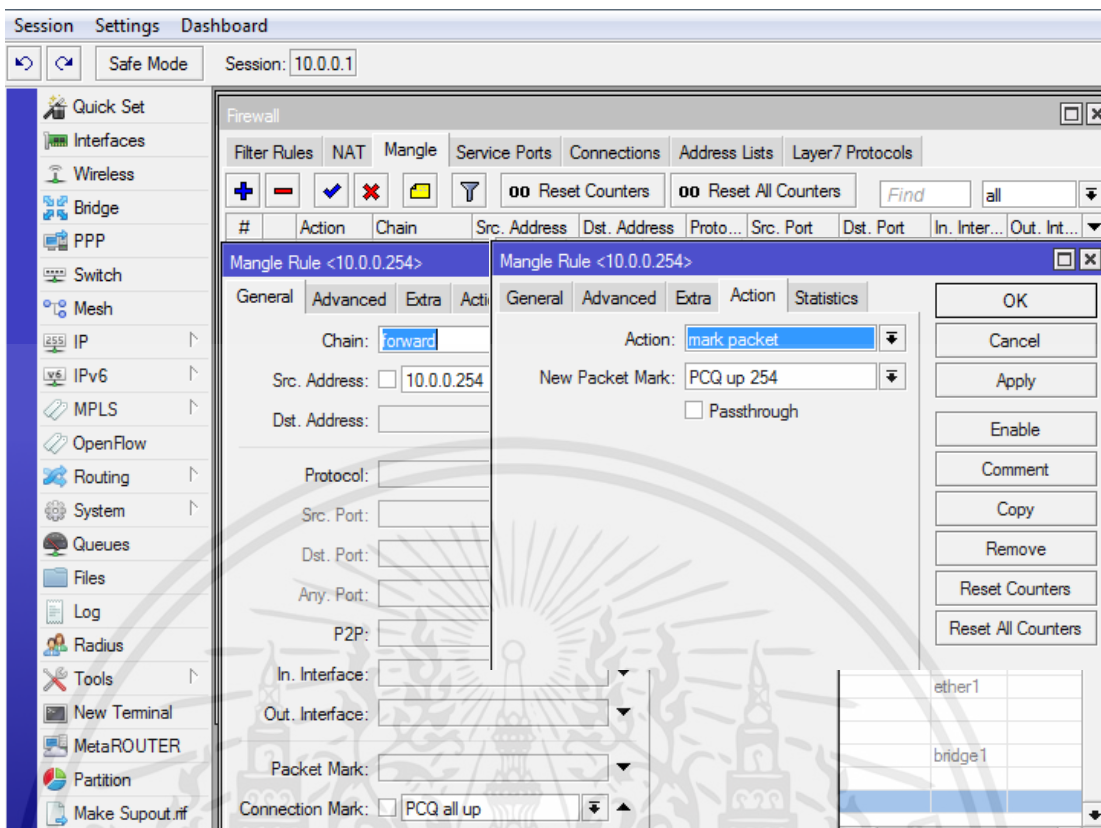 Session Settings Dashboard
Safe Mode Session: 10.0.0.1
Quick Set
Interfaces
Wireless
Bridge
PPP
Switch
Mesh
IP
IPv6
MPLS
OpenFlow
Routing
System
Queues
Files
Log
Radius
Tools
New Terminal
MetaROUTER
Partition
Make Supout.rif
Firewall
Filter Rules NAT Mangle Service Ports Connections Address Lists Layer7 Protocols
00 Reset Counters 00 Reset All Counters Find all
# Action Chain Src. Address Dst. Address Proto... Src. Port Dst. Port In. Inter... Out. Int...
Mangle Rule <10.0.0.254>
General Advanced Extra Acti
Chain: forward
Src. Address: 10.0.0.254
Dst. Address:
Protocol:
Src. Port:
Dst. Port:
Any. Port:
P2P:
In. Interface:
Out. Interface:
Packet Mark:
Connection Mark: PCQ all up
Mangle Rule <10.0.0.254>
General Advanced Extra Action Statistics
Action: mark packet
New Packet Mark: PCQ up 254
Passthrough
OK
Cancel
Apply
Enable
Comment
Copy
Remove
Reset Counters
Reset All Counters
ether1
bridge1